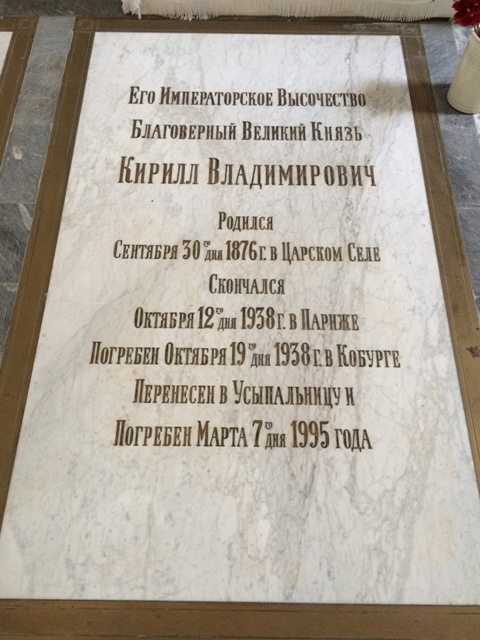 Его Императорское Высочество
Благоверный Великий Князь
Кирилл Владимирович
Родился
Сентября 30го дня 1876 г. в Царском Селе
Скончался
Октября 12го дня 1938 г. в Париже
Погребен Октября 19го дня 1938 г. в Кобурге
Перенесен в Усыпальницу и
Погребен Марта 7го дня 1995 года